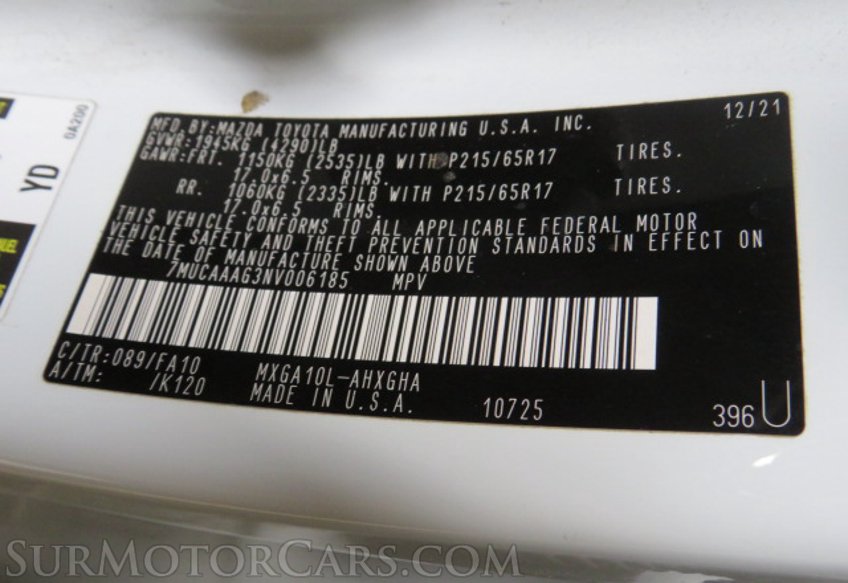 12/21
MFD.BY:MAZDA TOYOTA MANUFACTURING U.S.A. INC.
GVWR:1945KG (4290)LB
GAWR:FRT. 1150KG (2535)LB WITH P215/65R17 TIRES.
17.0x6.5 RIMS.
RR. 1060KG (2335)LB WITH P215/65R17 TIRES.
17.0x6.5 RIMS.
THIS VEHICLE CONFORMS TO ALL APPLICABLE FEDERAL MOTOR
VEHICLE SAFETY AND THEFT PREVENTION STANDARDS IN EFFECT ON
THE DATE OF MANUFACTURE SHOWN ABOVE
7MUCAAAG3NV006185 MPV
C/TR:089/FA10 MXGA10L-AHXGHA
A/TM: /K120 MADE IN U.S.A. 10725 396 U
0A200
YD
SURMOTORCARS.COM